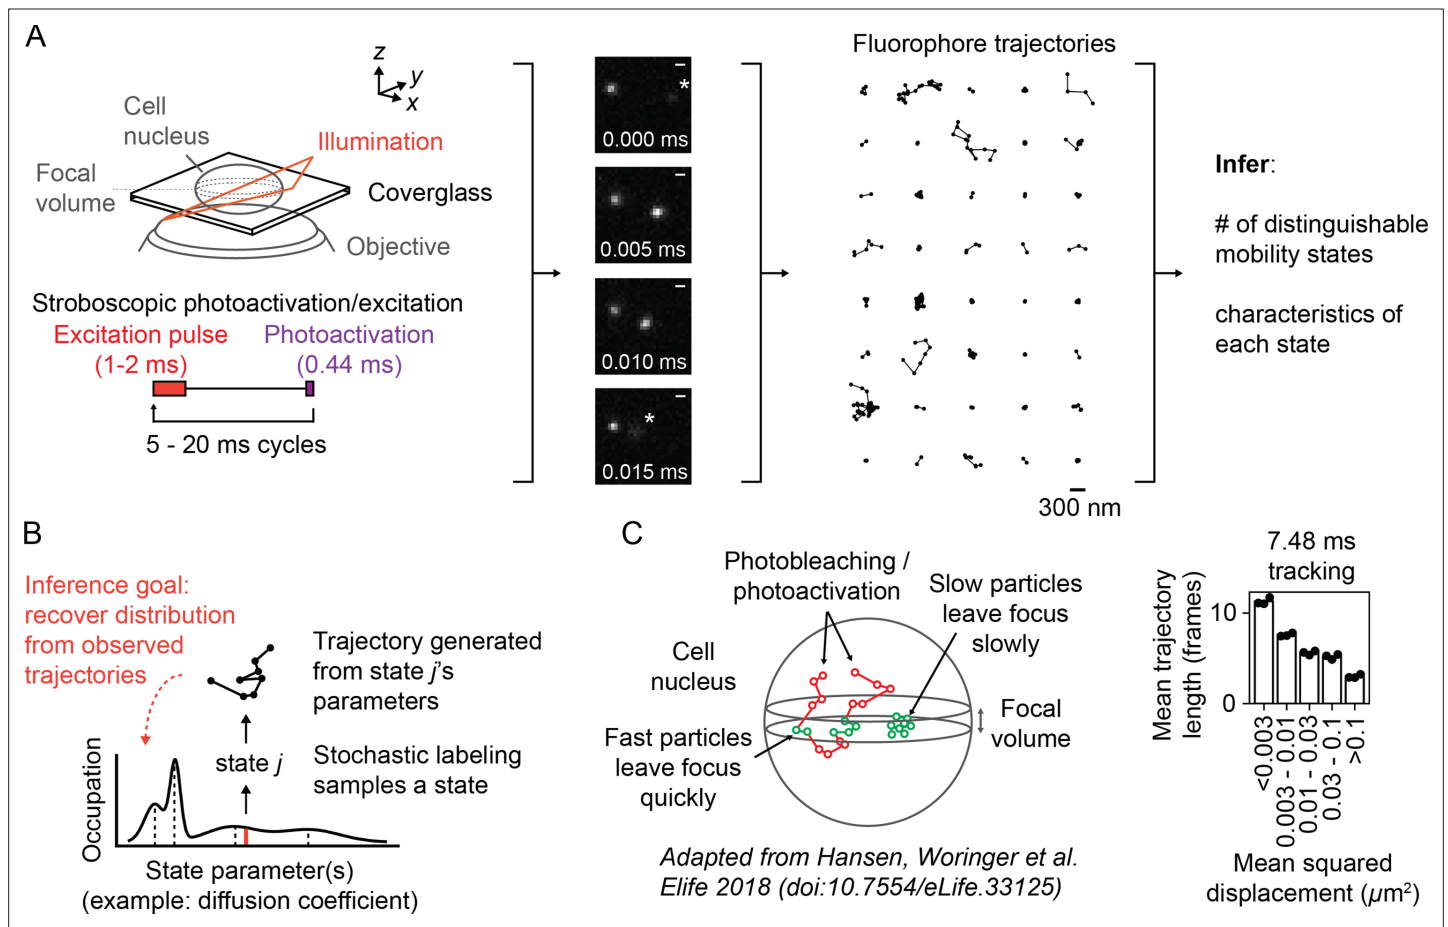 A
z
y
x
Cell
nucleus
Illumination
Focal
volume
Coverglass
Objective
Stroboscopic photoactivation/excitation
Excitation pulse
(1-2 ms)
Photoactivation
(0.44 ms)
5 - 20 ms cycles
*
0.000 ms
0.005 ms
0.010 ms
*
0.015 ms
Fluorophore trajectories
300 nm
Infer:
# of distinguishable
mobility states
characteristics of
each state
B
Inference goal:
recover distribution
from observed
trajectories
Trajectory generated
from state j's
parameters
state j
Stochastic labeling
samples a state
Occupation
State parameter(s)
(example: diffusion coefficient)
C
Photobleaching /
photoactivation
Slow particles
leave focus
slowly
Cell
nucleus
Focal
volume
Fast particles
leave focus
quickly
Adapted from Hansen, Woringer et al.
Elife 2018 (doi:10.7554/eLife.33125)
7.48 ms
tracking
Mean trajectory
length (frames)
10
0
<0.003
0.003 - 0.01
0.01 - 0.03
0.03 - 0.1
>0.1
Mean squared
displacement (µm²)